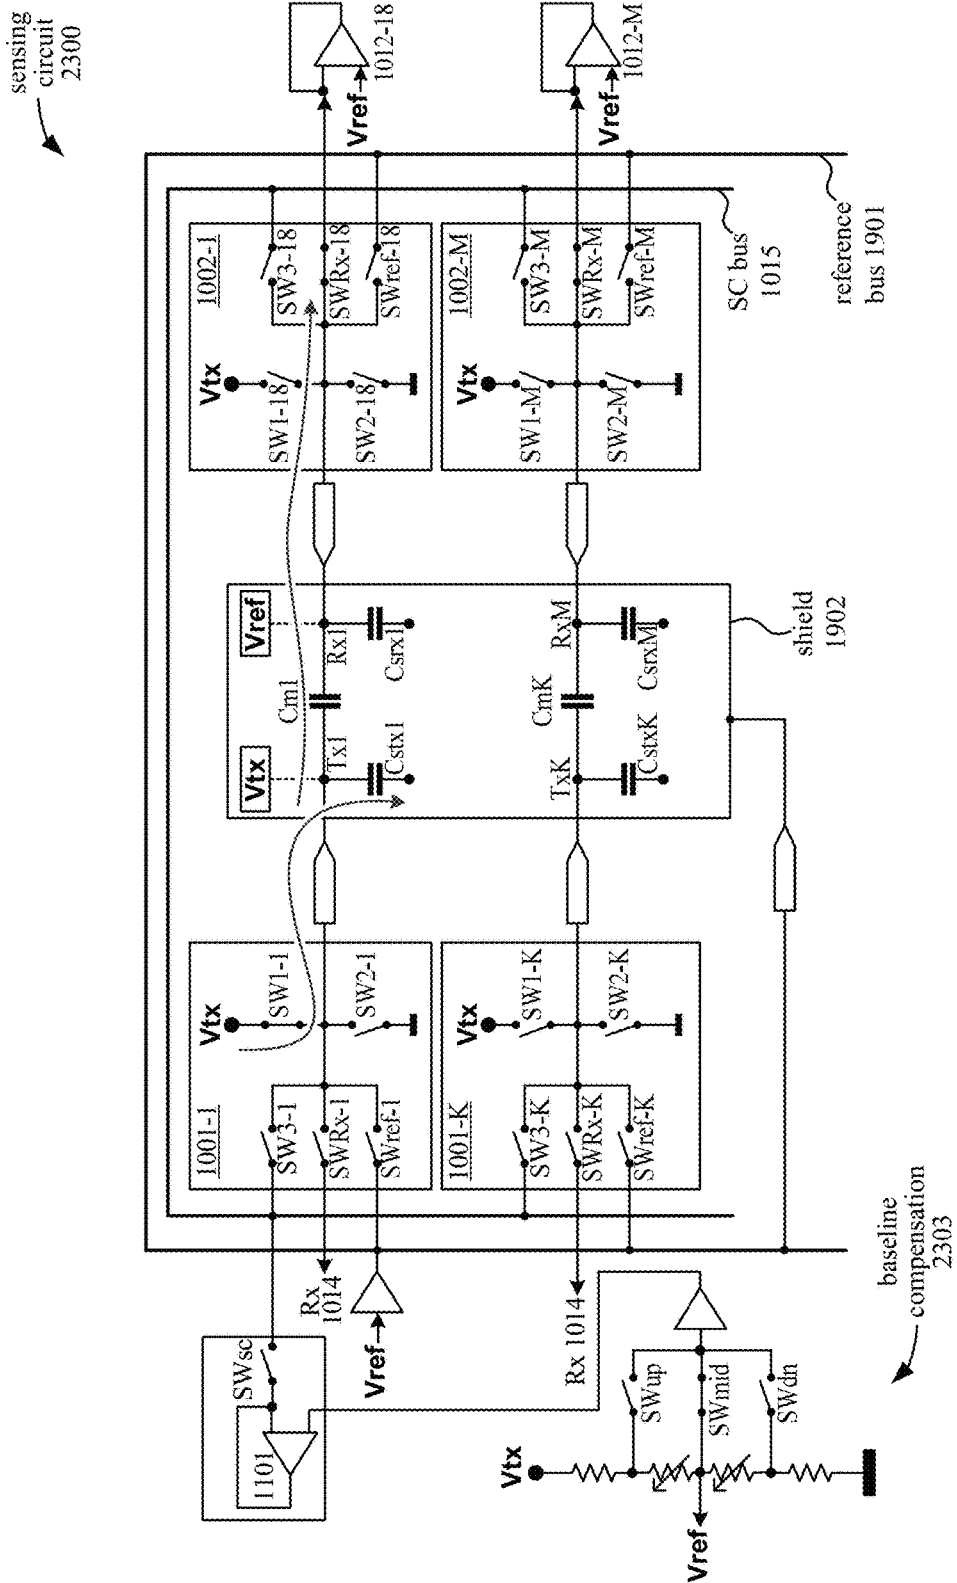 sensing
circuit
2300
1012-18
Vref
1012-M
Vref
1002-1
SW3-18
SWRx-18
SWref-18
Vtx
SW1-18
SW2-18
1002-M
SW3-M
SWRx-M
SWref-M
Vtx
SW1-M
SW2-M
SC bus
1015
reference
bus 1901
Vref
Rx1
Csrx1
Cm1
Vtx
Tx1
Cstx1
RxM
CsrxM
CmK
TxK
CstxK
shield
1902
Vtx
SW1-1
SW2-1
1001-1
SW3-1
SWRx-1
SWref-1
Vtx
SW1-K
SW2-K
1001-K
SW3-K
SWRx-K
SWref-K
Rx
1014
Vref
SWsc
1101
Rx 1014
baseline
compensation
2303
SWup
SWmid
SWdn
Vtx
Vref